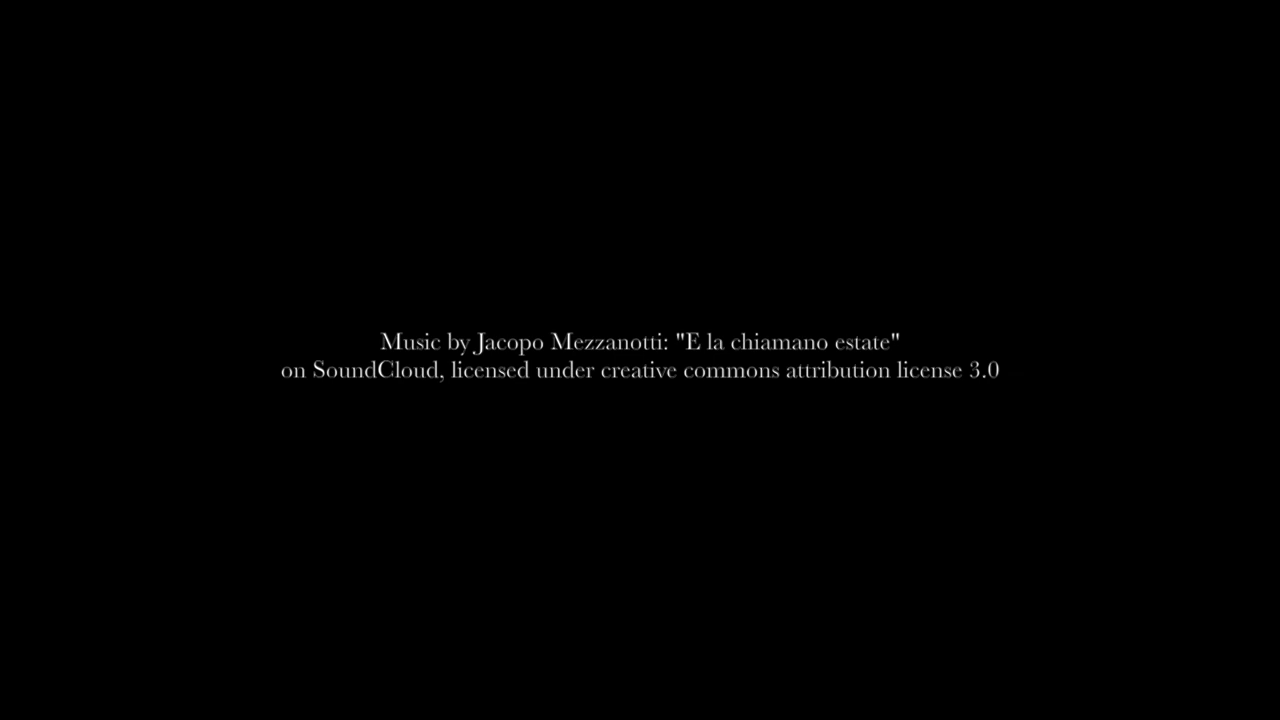 Music by Jacopo Mezzanotti: "E la chiamano estate"
on SoundCloud, licensed under creative commons attribution license 3.0